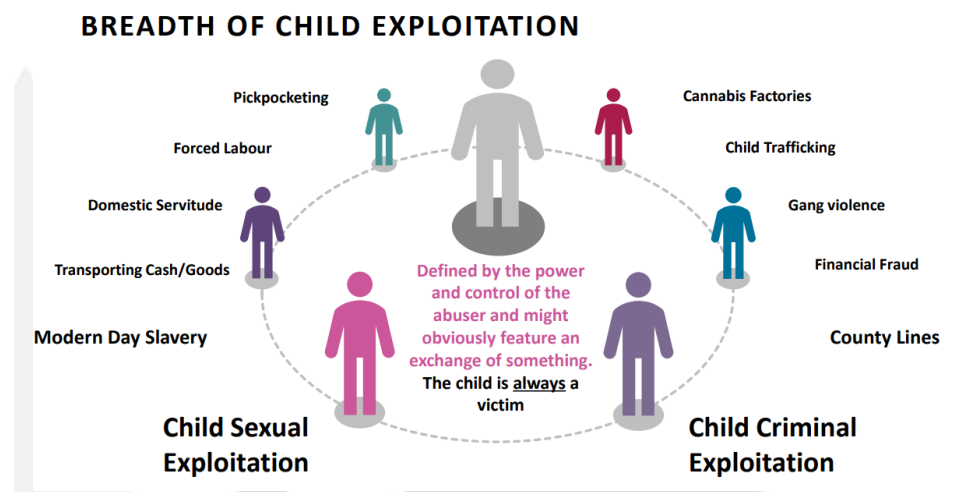 BREADTH OF CHILD EXPLOITATION
Pickpocketing
Forced Labour
Domestic Servitude
Transporting Cash/Goods
Modern Day Slavery
Child Sexual
Exploitation
Defined by the power
and control of the
abuser and might
obviously feature an
exchange of something.
The child is always a
victim
Cannabis Factories
Child Trafficking
Gang violence
Financial Fraud
County Lines
Child Criminal
Exploitation